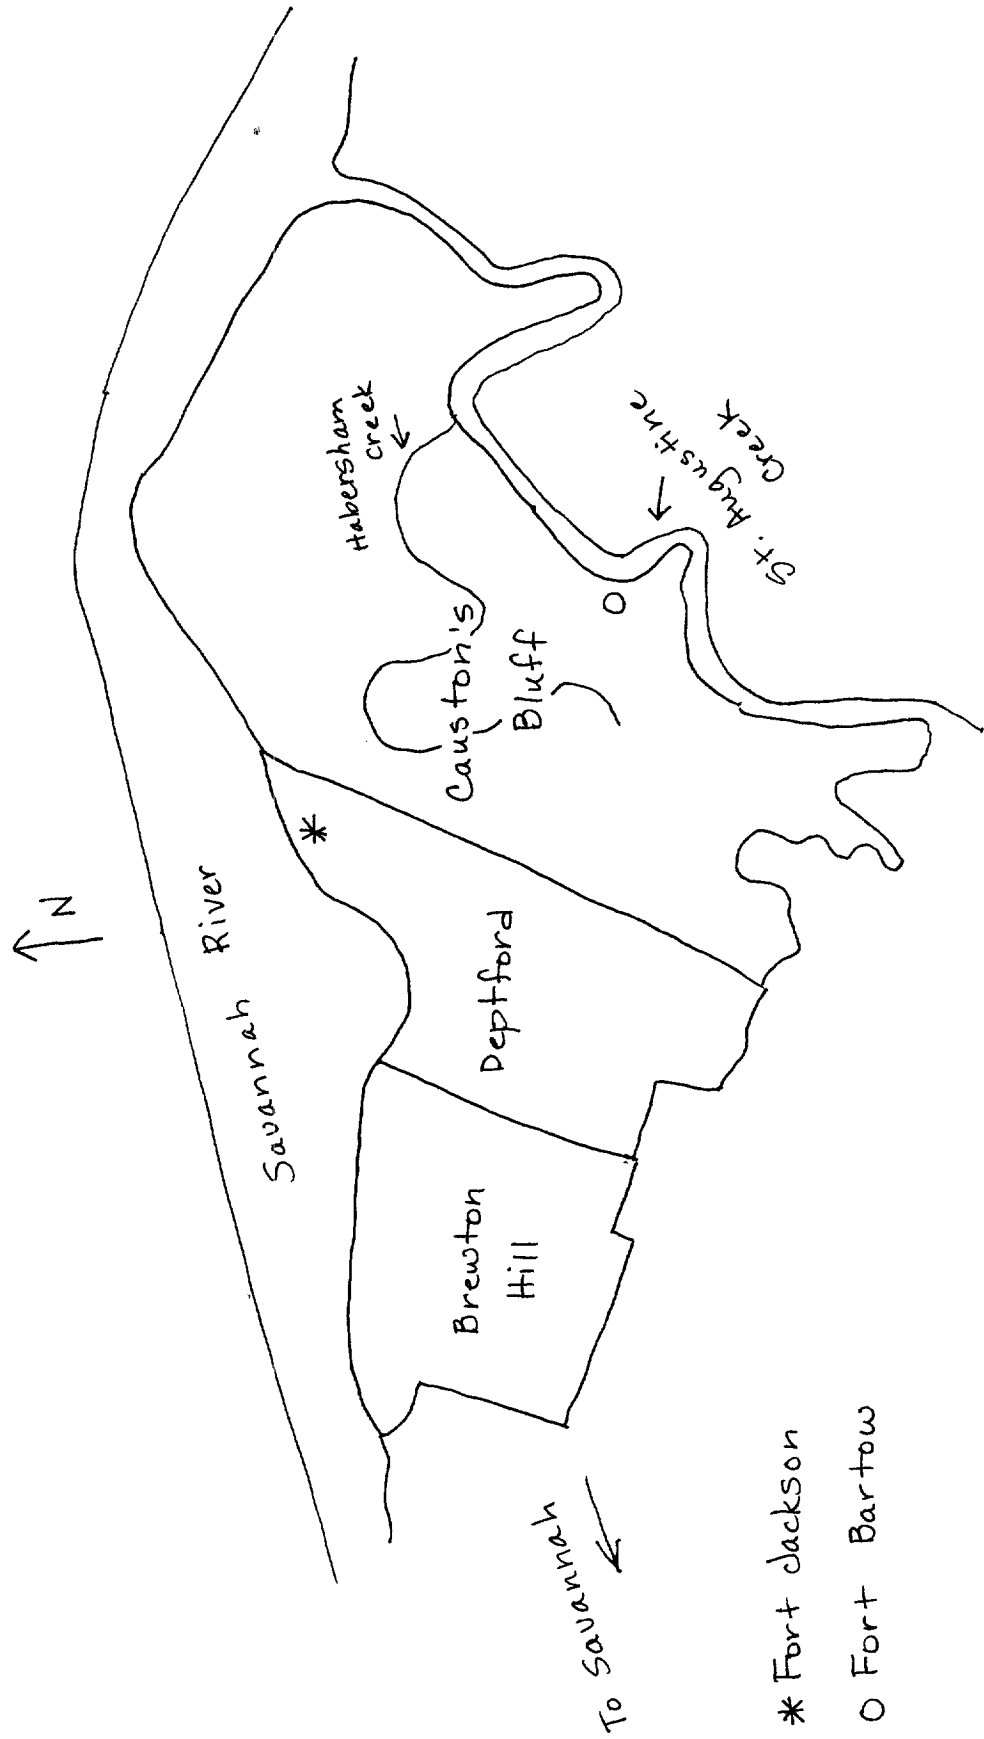 N
Savannah River
Habersham
Creek
Causton's
Bluff
St. Augustine
Creek
Deptford
Brewton
Hill
To Savannah
* Fort Jackson
O Fort Bartow